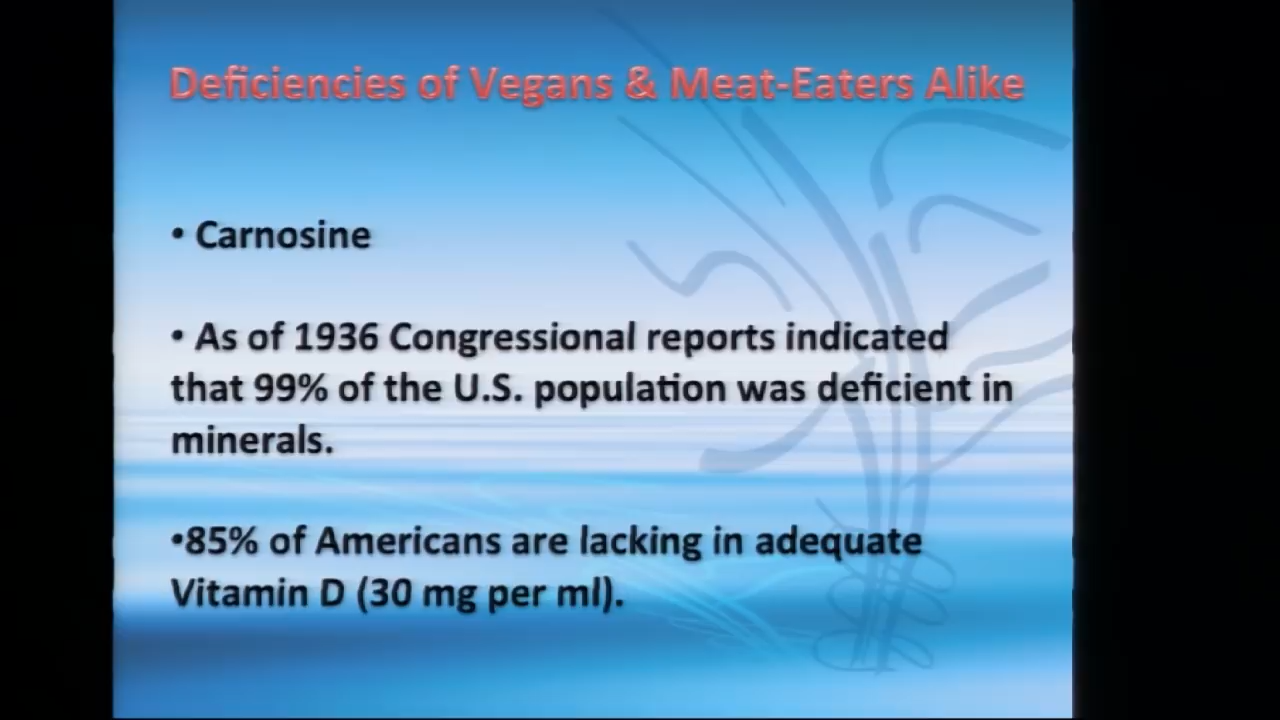 Deficiencies of Vegans & Meat-Eaters Alike
• Carnosine
• As of 1936 Congressional reports indicated
that 99% of the U.S. population was deficient in
minerals.
•85% of Americans are lacking in adequate
Vitamin D (30 mg per ml).